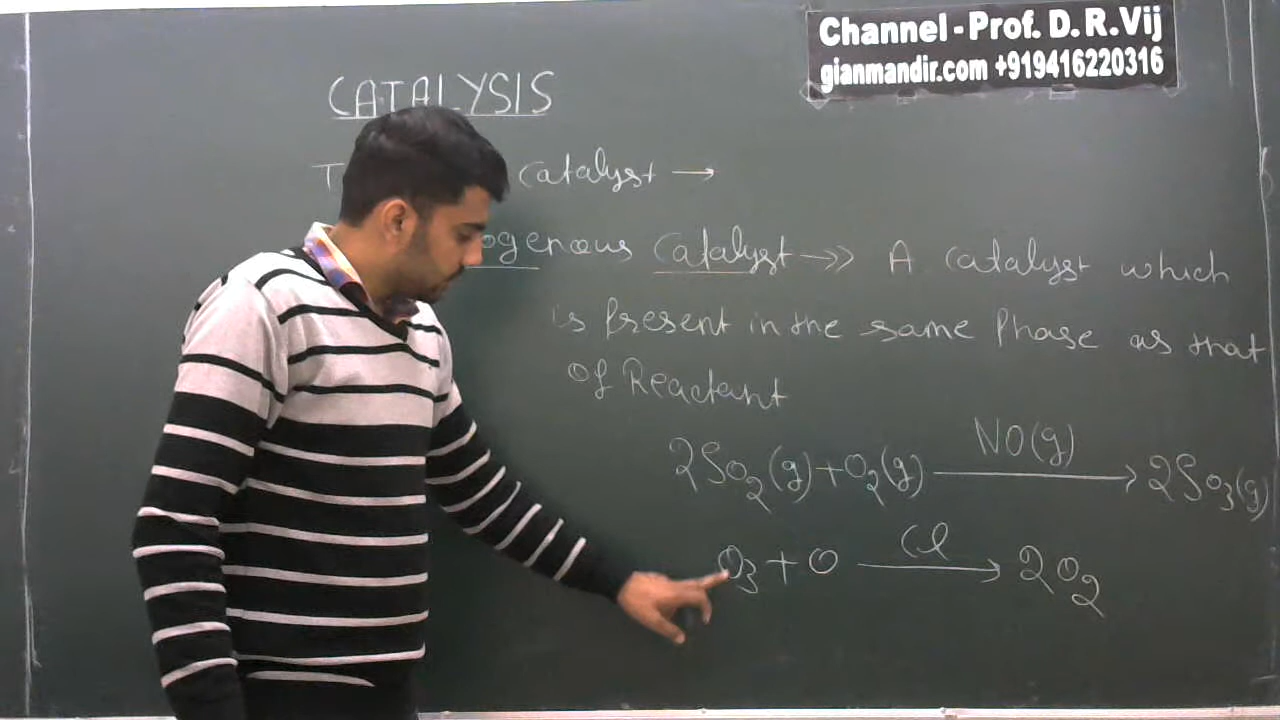 Channel - Prof. D. R. Vij
gianmandir.com +919416220316
CATALYSIS
catalyst →
ogenous catalyst →» A catalyst which
is Present in the same Phase as that
of Reactant
2SO₂(g) + O₂(g) NO(g) → 2SO₃(g)
O₃ + O Cl → 2O₂